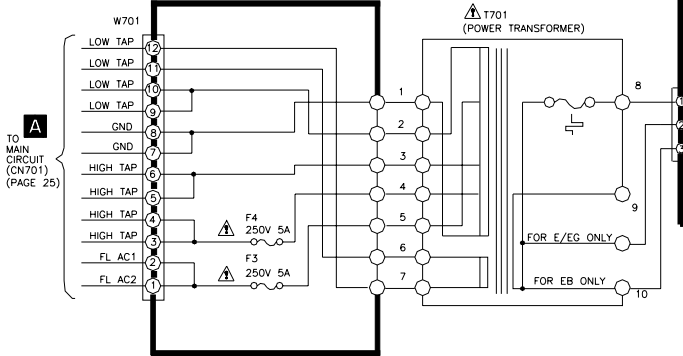 W701
T701
(POWER TRANSFORMER)
LOW TAP 12
LOW TAP 11
LOW TAP 10
LOW TAP 9
GND 8
GND 7
HIGH TAP 6
HIGH TAP 5
HIGH TAP 4
HIGH TAP 3
FL AC1 2
FL AC2 1
A
TO
MAIN
CIRCUIT
(CN701)
(PAGE 25)
F4
250V 5A
F3
250V 5A
1
2
3
4
5
6
7
8
9
FOR E/EG ONLY
FOR EB ONLY
10
1
2
3